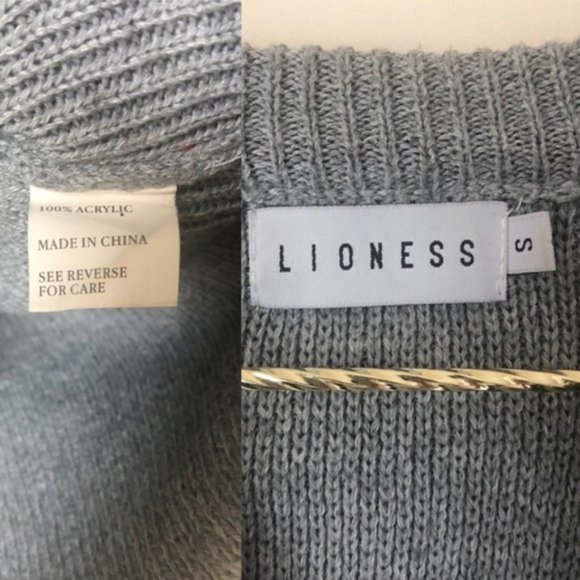 100% ACRYLIC
MADE IN CHINA
SEE REVERSE
FOR CARE
LIONESS
S